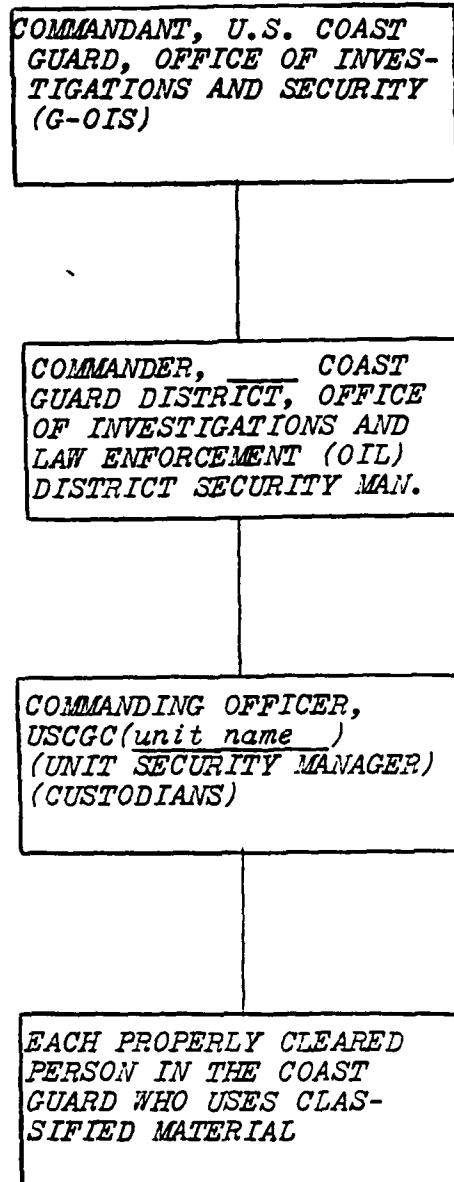 COMMANDANT, U.S. COAST
GUARD, OFFICE OF INVES-
TIGATIONS AND SECURITY
(G-OIS)
COMMANDER, ____ COAST
GUARD DISTRICT, OFFICE
OF INVESTIGATIONS AND
LAW ENFORCEMENT (OIL)
DISTRICT SECURITY MAN.
COMMANDING OFFICER,
USCGC(unit name )
(UNIT SECURITY MANAGER)
(CUSTODIANS)
EACH PROPERLY CLEARED
PERSON IN THE COAST
GUARD WHO USES CLAS-
SIFIED MATERIAL